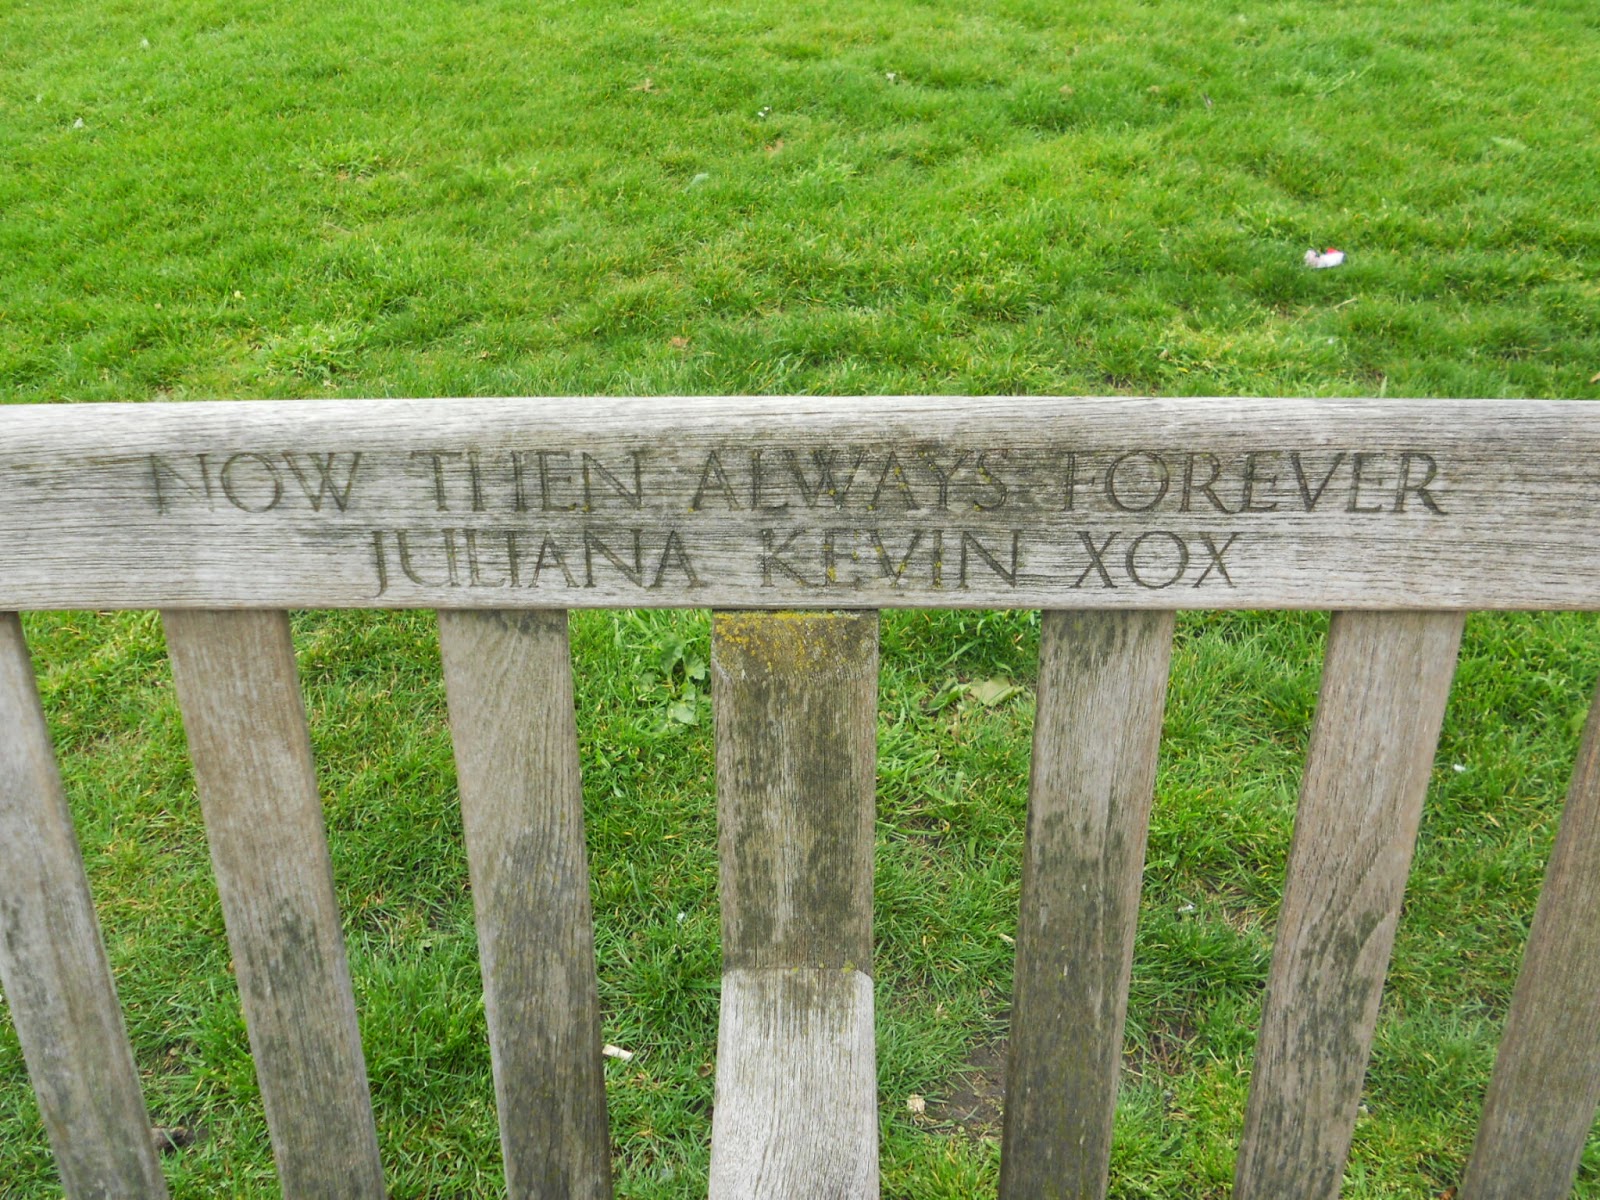 NOW THEN ALWAYS FOREVER
JULIANA KEVIN XOX